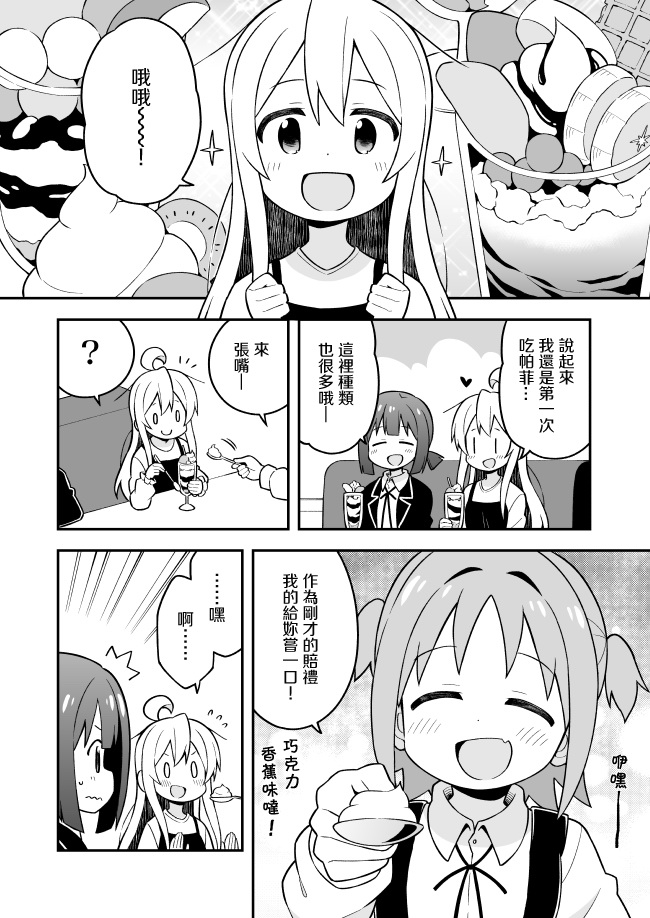 哦哦~~~!
說起來
我還是第一次
吃帕菲…
這裡種類
也很多哦—
來
張嘴—
?
作為剛才的賠禮
我的給妳嘗一口!
巧克力
香蕉味噠!
咿嘿—
……嘿
啊……